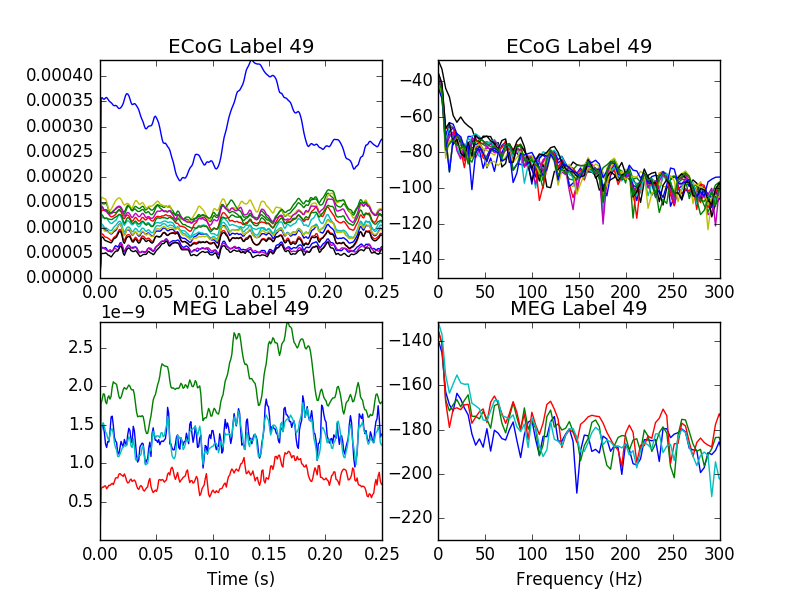 ECoG Label 49
0.00040
0.00035
0.00030
0.00025
0.00020
0.00015
0.00010
0.00005
0.00000
0.00 0.05 0.10 0.15 0.20 0.25
ECoG Label 49
−40
−60
−80
−100
−120
−140
0 50 100 150 200 250 300
1e−9
MEG Label 49
2.5
2.0
1.5
1.0
0.5
0.00 0.05 0.10 0.15 0.20 0.25
Time (s)
MEG Label 49
−140
−160
−180
−200
−220
0 50 100 150 200 250 300
Frequency (Hz)